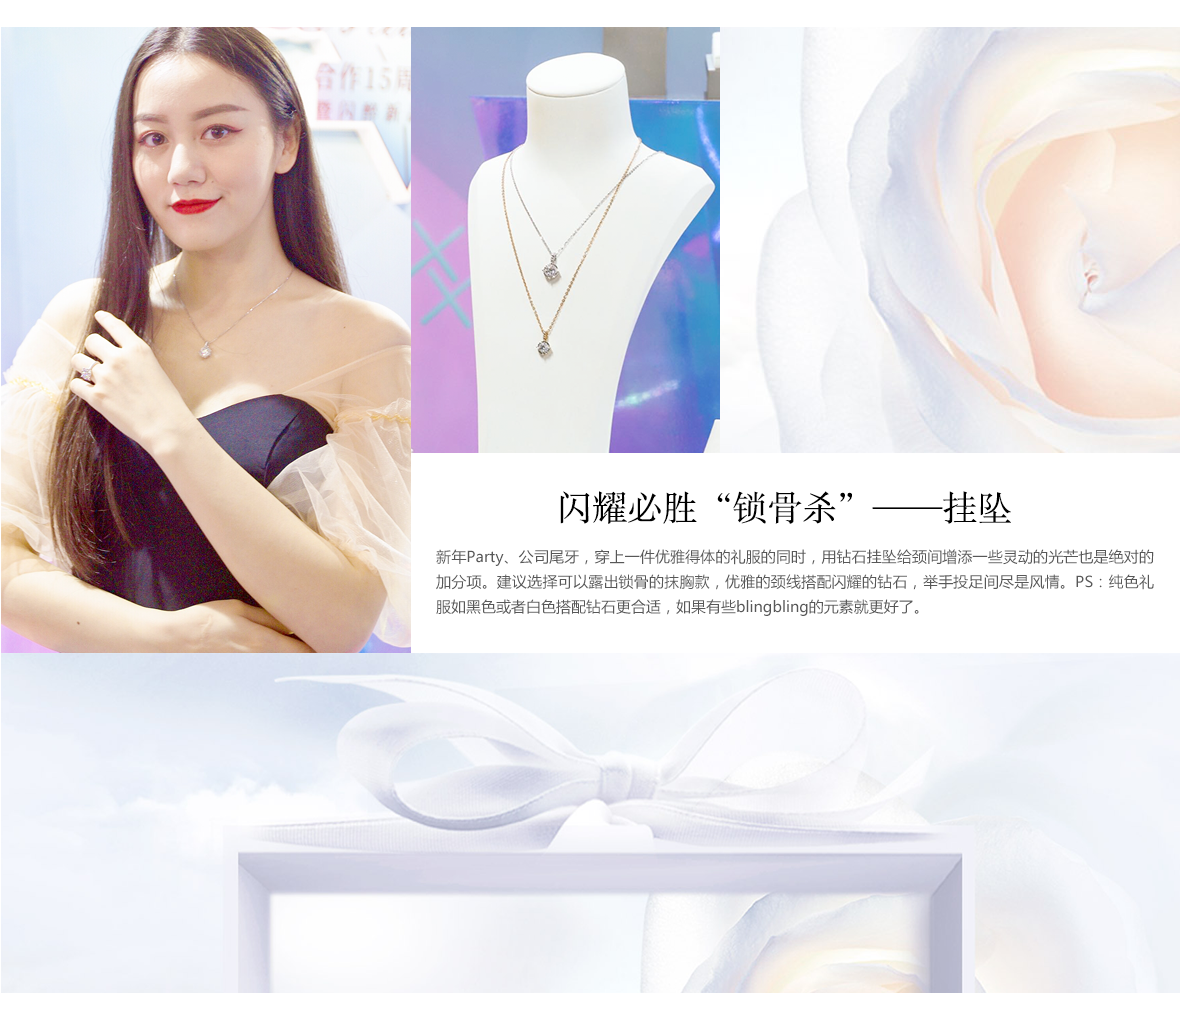 合作15周
闪耀必胜“锁骨杀”——挂坠
新年Party、公司尾牙，穿上一件优雅得体的礼服的同时，用钻石挂坠给颈间增添一些灵动的光芒也是绝对的
加分项。建议选择可以露出锁骨的抹胸款，优雅的颈线搭配闪耀的钻石，举手投足间尽是风情。PS：纯色礼
服如黑色或者白色搭配钻石更合适，如果有些blingbling的元素就更好了。